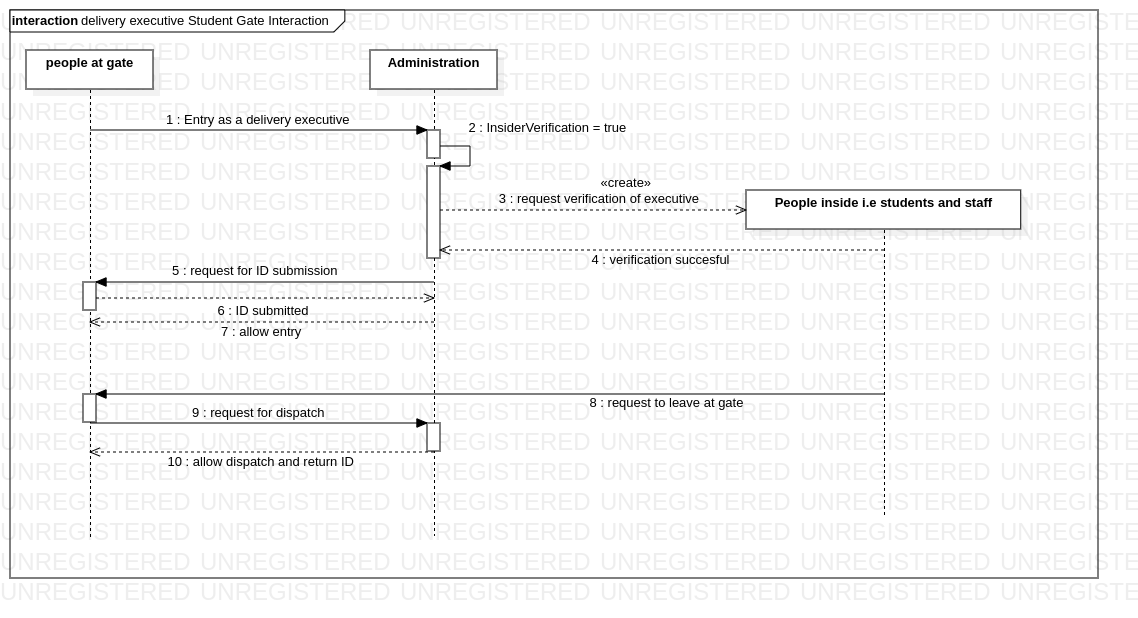 interaction delivery executive Student Gate Interaction
people at gate
Administration
1 : Entry as a delivery executive
2 : InsiderVerification = true
«create»
3 : request verification of executive
People inside i.e students and staff
4 : verification succesful
5 : request for ID submission
6 : ID submitted
7 : allow entry
8 : request to leave at gate
9 : request for dispatch
10 : allow dispatch and return ID
UNREGISTERED UNREGISTERED UNREGISTERED UNREGISTERED UNREGISTERED UNREGISTERED